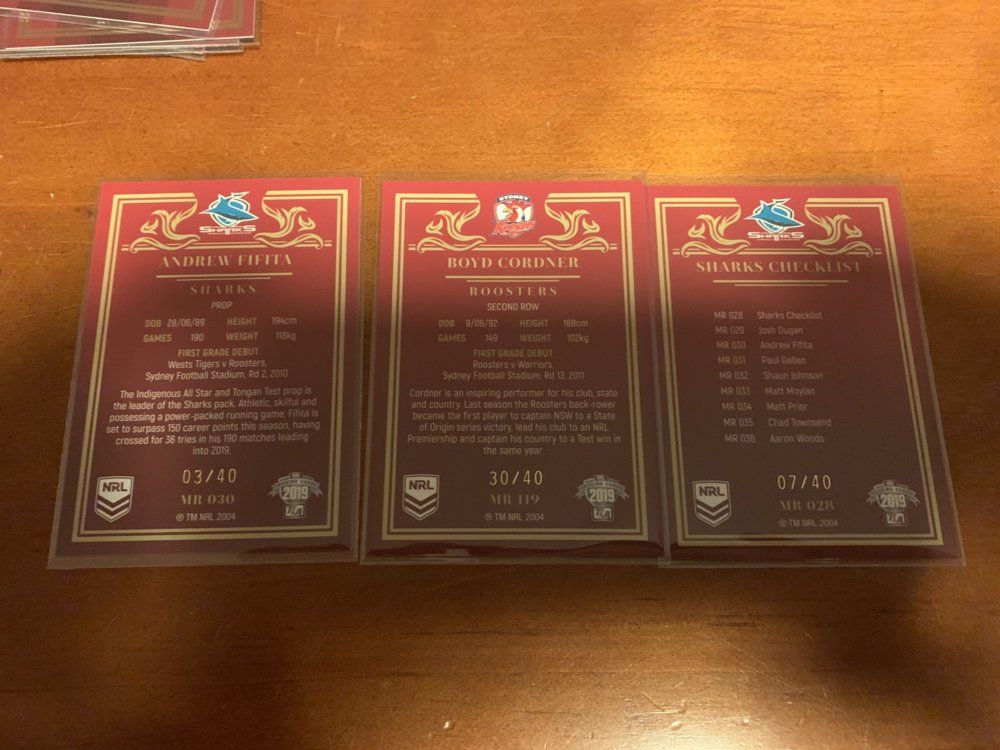 SHARKS
ANDREW FIFITA
SHARKS
PROP
DOB 28/06/89 HEIGHT 194cm
GAMES 190 WEIGHT 118kg
FIRST GRADE DEBUT
Wests Tigers v Roosters,
Sydney Football Stadium, Rd 2, 2010
The Indigenous All Star and Tongan Test prop is
the leader of the Sharks pack. Athletic, skilful and
possessing a power-packed running game, Fifita is
set to surpass 150 career points this season, having
crossed for 36 tries in his 190 matches leading
into 2019.
03/40
NRL
MR 030
2019
® TM NRL 2004
SYDNEY
ROOSTERS
BOYD CORDNER
ROOSTERS
SECOND ROW
DOB 9/06/92 HEIGHT 188cm
GAMES 149 WEIGHT 102kg
FIRST GRADE DEBUT
Roosters v Warriors,
Sydney Football Stadium, Rd 13, 2011
Cordner is an inspiring performer for his club, state
and country. Last season the Roosters back-rower
became the first player to captain NSW to a State
of Origin series victory, lead his club to an NRL
Premiership and captain his country to a Test win in
the same year.
30/40
NRL
MR 119
2019
® TM NRL 2004
SHARKS
SHARKS CHECKLIST
MR 028 Sharks Checklist
MR 029 Josh Dugan
MR 030 Andrew Fifita
MR 031 Paul Gallen
MR 032 Shaun Johnson
MR 033 Matt Moylan
MR 034 Matt Prior
MR 035 Chad Townsend
MR 036 Aaron Woods
07/40
NRL
MR 028
2019
® TM NRL 2004